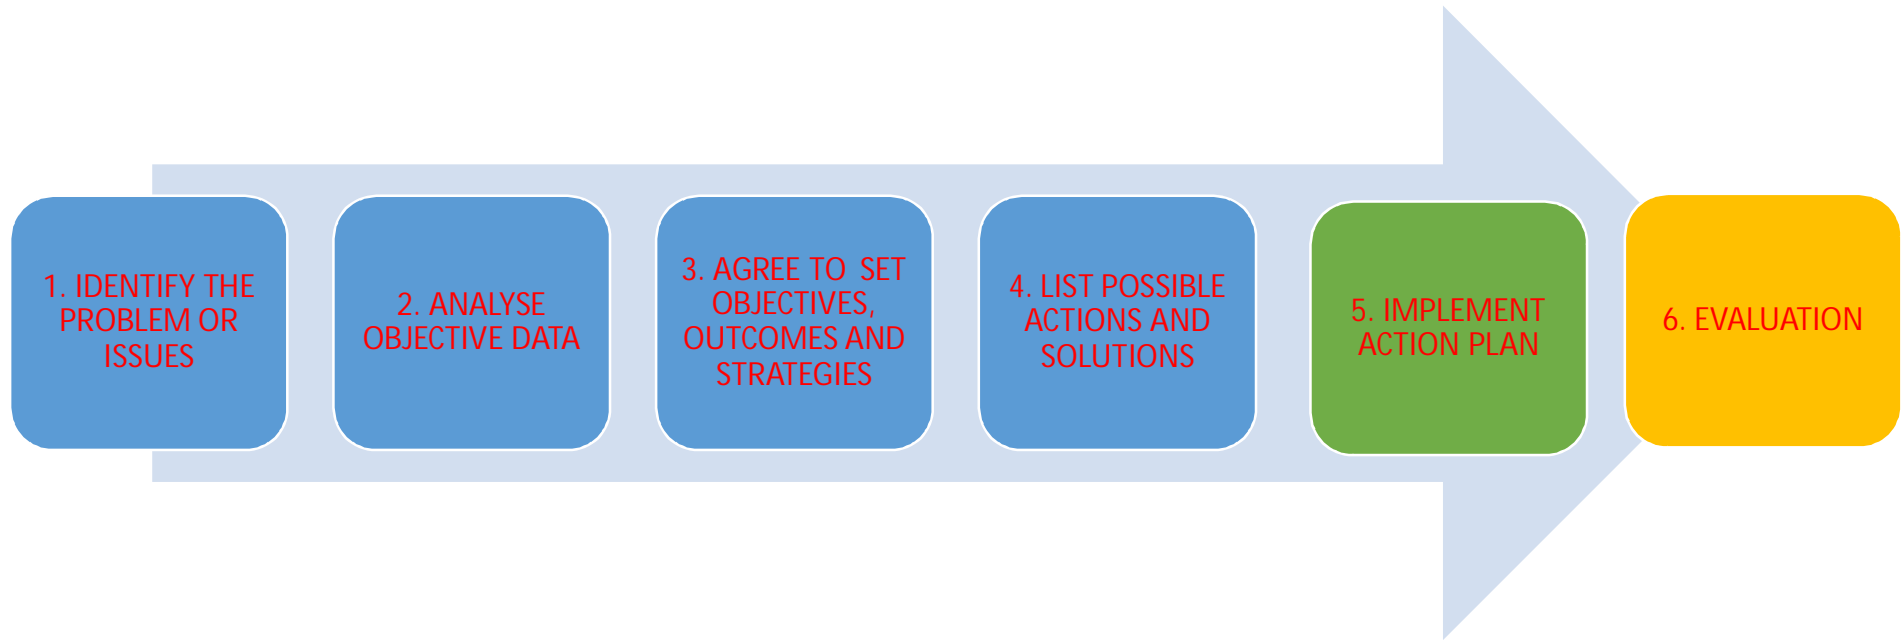 1. IDENTIFY THE
PROBLEM OR
ISSUES
2. ANALYSE
OBJECTIVE DATA
3. AGREE TO  SET
OBJECTIVES,
OUTCOMES AND
STRATEGIES
4. LIST POSSIBLE
ACTIONS AND
SOLUTIONS
5. IMPLEMENT
ACTION PLAN
6. EVALUATION